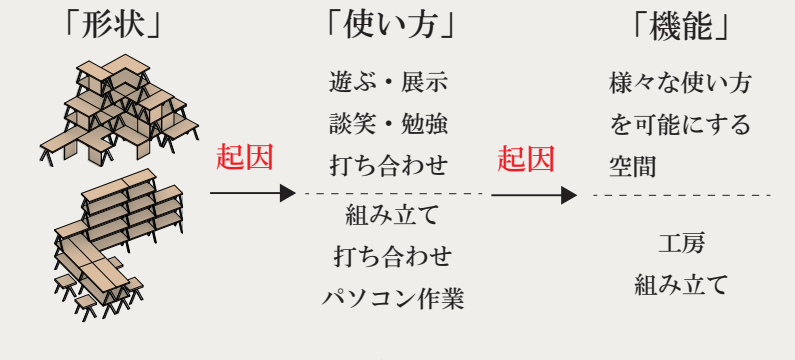 「形状」
「使い方」
「機能」
遊ぶ・展示
談笑・勉強
打ち合わせ
起因
起因
様々な使い方
を可能にする
空間
組み立て
打ち合わせ
パソコン作業
工房
組み立て